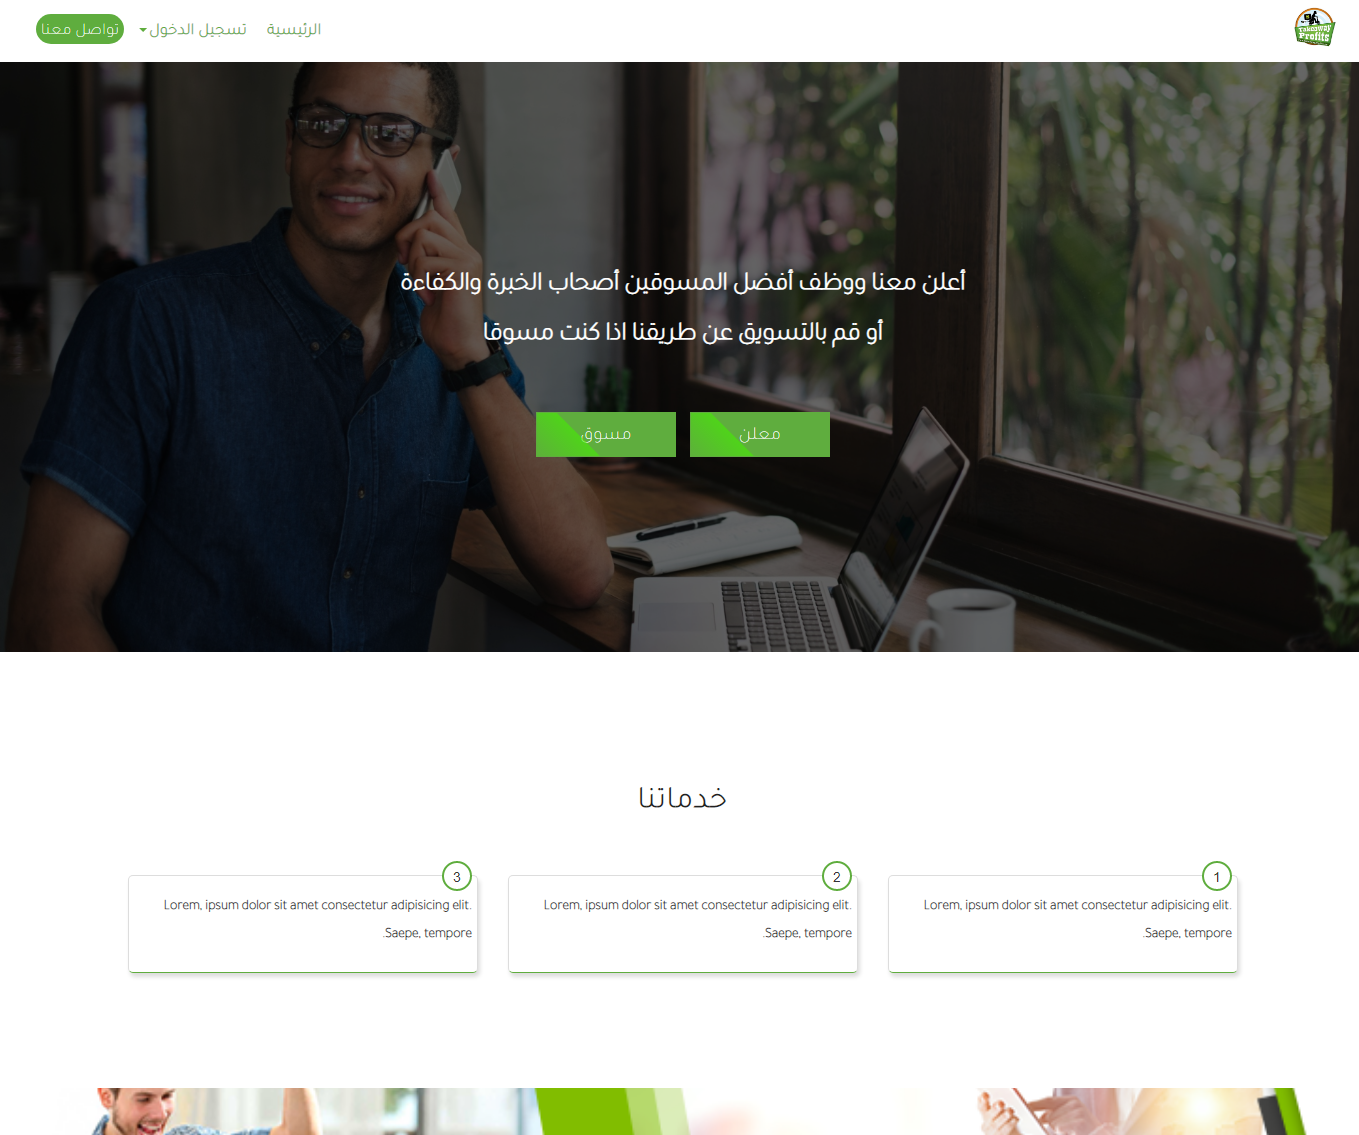 Takeaway
Profits
الرئيسية
تسجيل الدخول
تواصل معنا
أعلن معنا ووظف أفضل المسوقين أصحاب الخبرة والكفاءة
أو قم بالتسويق عن طريقنا اذا كنت مسوقا
معلن
مسوق
خدماتنا
1
Lorem, ipsum dolor sit amet consectetur adipisicing elit.
.Saepe, tempore
2
Lorem, ipsum dolor sit amet consectetur adipisicing elit.
.Saepe, tempore
3
Lorem, ipsum dolor sit amet consectetur adipisicing elit.
.Saepe, tempore